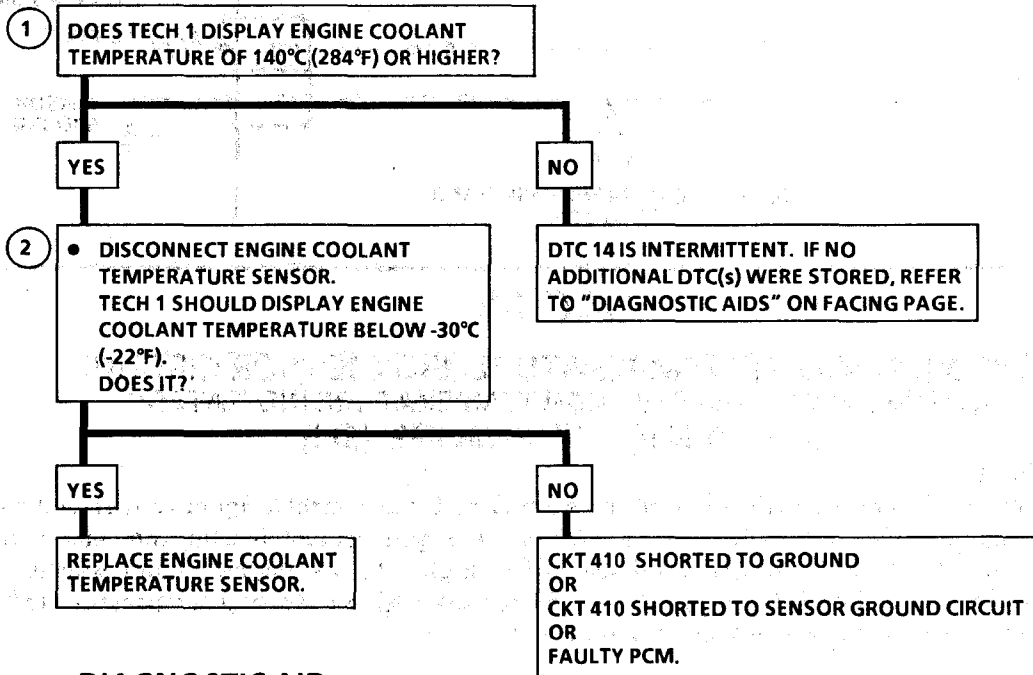 1
DOES TECH 1 DISPLAY ENGINE COOLANT
TEMPERATURE OF 140°C (284°F) OR HIGHER?
YES
NO
2
• DISCONNECT ENGINE COOLANT
TEMPERATURE SENSOR.
TECH 1 SHOULD DISPLAY ENGINE
COOLANT TEMPERATURE BELOW -30°C
(-22°F).
DOES IT?
DTC 14 IS INTERMITTENT. IF NO
ADDITIONAL DTC(s) WERE STORED, REFER
TO "DIAGNOSTIC AIDS" ON FACING PAGE.
YES
NO
REPLACE ENGINE COOLANT
TEMPERATURE SENSOR.
CKT 410 SHORTED TO GROUND
OR
CKT 410 SHORTED TO SENSOR GROUND CIRCUIT
OR
FAULTY PCM.
DIAGNOSTIC AID